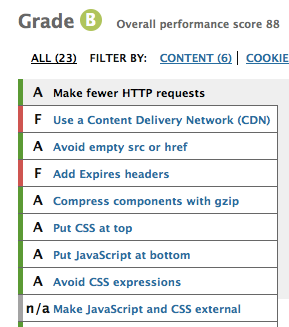 Grade B Overall performance score 88
ALL (23) FILTER BY: CONTENT (6) | COOKIE
A Make fewer HTTP requests
F Use a Content Delivery Network (CDN)
A Avoid empty src or href
F Add Expires headers
A Compress components with gzip
A Put CSS at top
A Put JavaScript at bottom
A Avoid CSS expressions
n/a Make JavaScript and CSS external